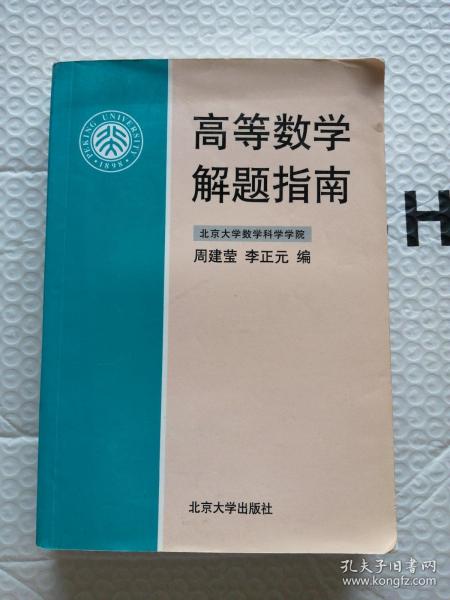 高等数学
解题指南
北京大学数学科学学院
周建莹 李正元 编
北京大学出版社
PEKING UNIVERSITY
1898
H
孔夫子旧书网
www.kongfz.com